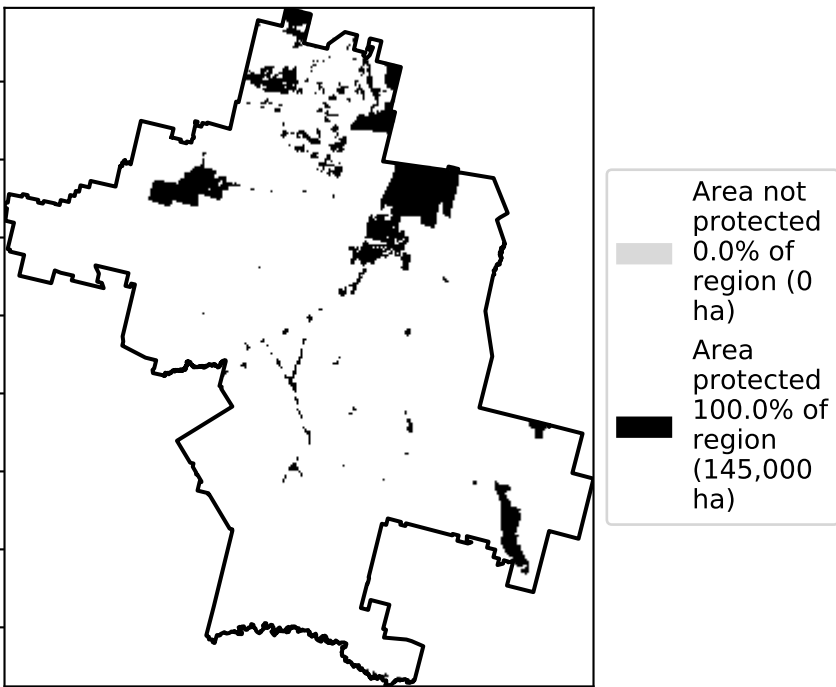 Area not
protected
0.0% of
region (0
ha)
Area
protected
100.0% of
region
(145,000
ha)